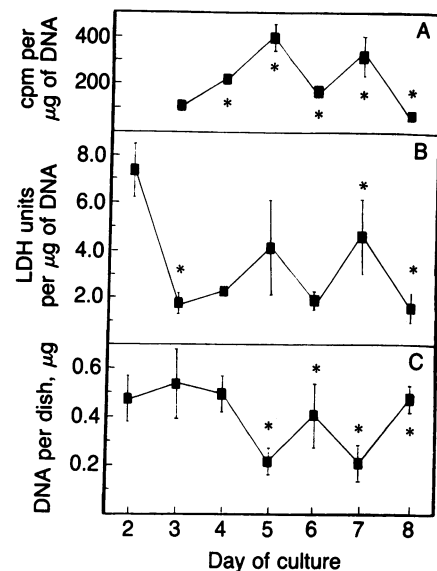 A
cpm per
μg of DNA
400
200
*
*
*
*
*
B
LDH units
per μg of DNA
8.0
6.0
4.0
2.0
*
*
*
C
DNA per dish, μg
0.6
0.4
0.2
*
*
*
*
2 3 4 5 6 7 8
Day of culture